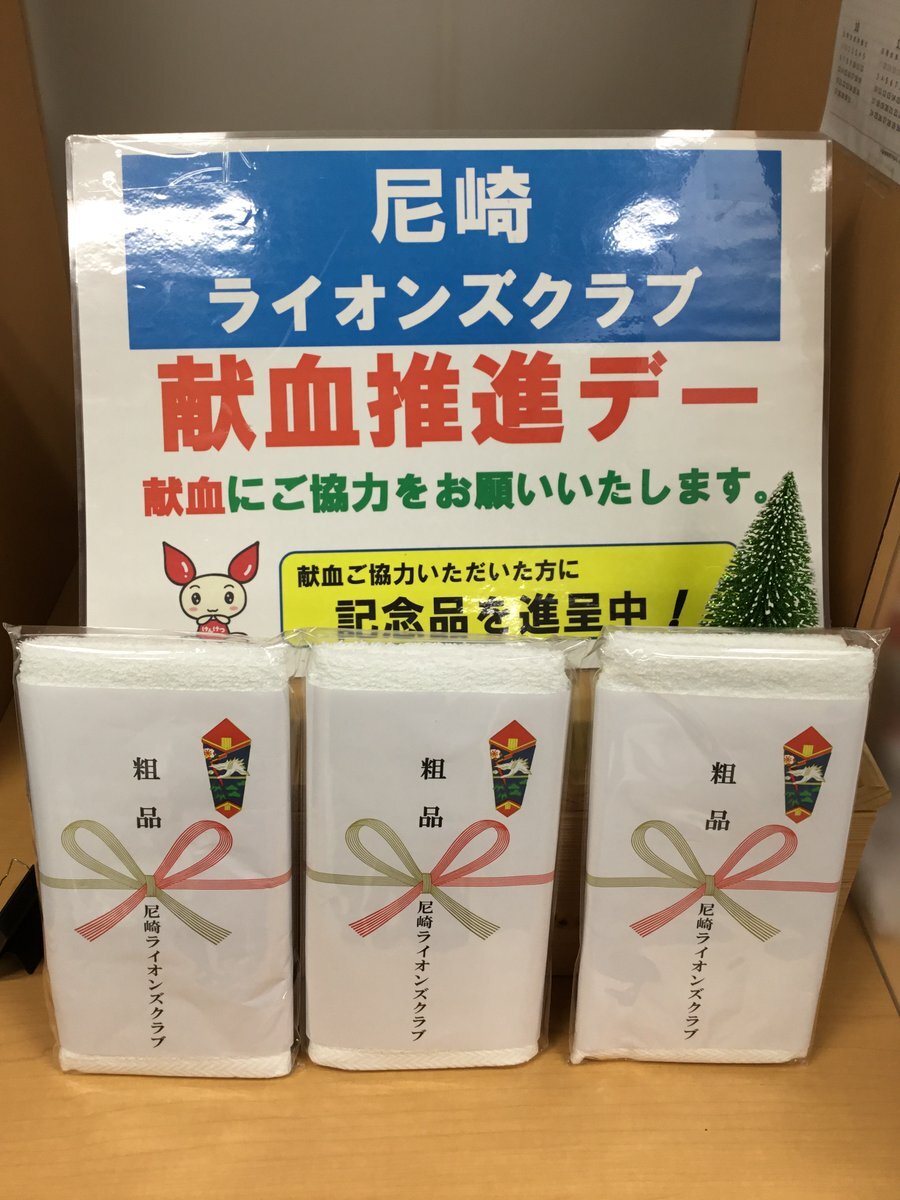 尼崎
ライオンズクラブ
献血推進デー
献血にご協力をお願いいたします。
献血ご協力いただいた方に
記念品を進呈中！
けんけつ
粗品
尼崎ライオンズクラブ
粗品
尼崎ライオンズクラブ
粗品
尼崎ライオンズクラブ